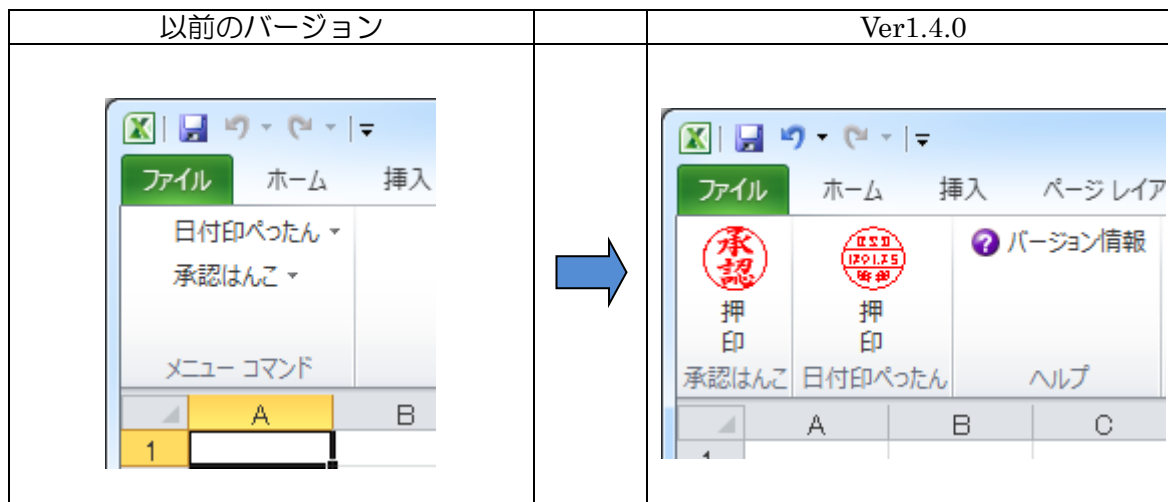 以前のバージョン
Ver1.4.0
ファイル ホーム 挿入
日付印ぺったん
承認はんこ
メニュー コマンド
A B
1
ファイル ホーム 挿入 ページ レイア
承認
バージョン情報
押印
押印
承認はんこ 日付印ぺったん ヘルプ
A B C